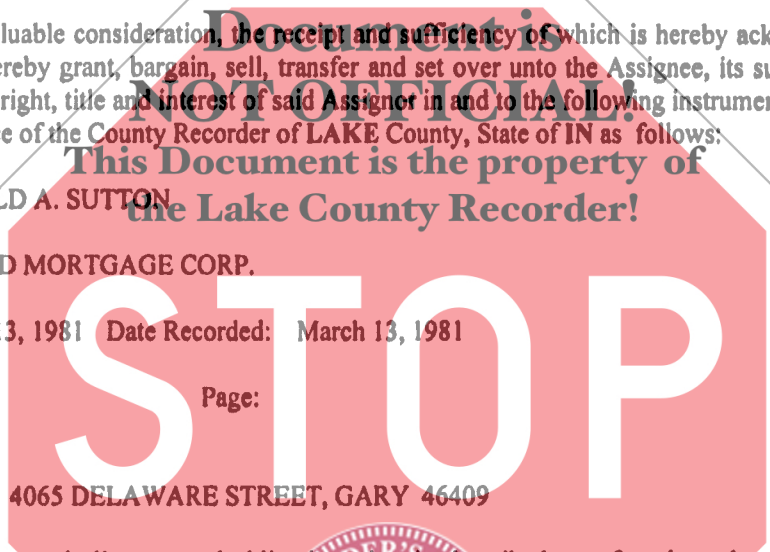 luable consideration, the receipt and sufficiency of which is hereby ack
Document is
ereby grant, bargain, sell, transfer and set over unto the Assignee, its su
right, title and interest of said Assignor in and to the following instrumen
NOT OFFICIAL!
ce of the County Recorder of LAKE County, State of IN as follows:
This Document is the property of
LD A. SUTTON
the Lake County Recorder!
D MORTGAGE CORP.
13, 1981 Date Recorded: March 13, 1981
STOP
Page:
4065 DELAWARE STREET, GARY 46409